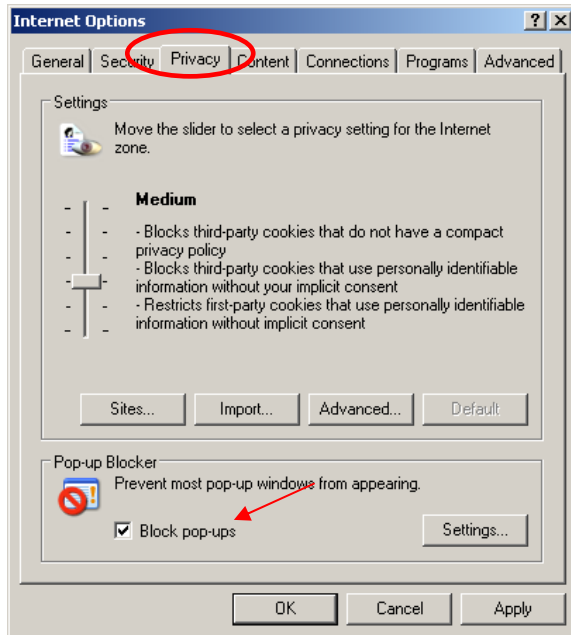 Internet Options
General Security Privacy Content Connections Programs Advanced
Settings
Move the slider to select a privacy setting for the Internet
zone.
Medium
- Blocks third-party cookies that do not have a compact
privacy policy
- Blocks third-party cookies that use personally identifiable
information without your implicit consent
- Restricts first-party cookies that use personally identifiable
information without implicit consent
Sites... Import... Advanced... Default
Pop-up Blocker
Prevent most pop-up windows from appearing.
Block pop-ups
Settings...
OK Cancel Apply